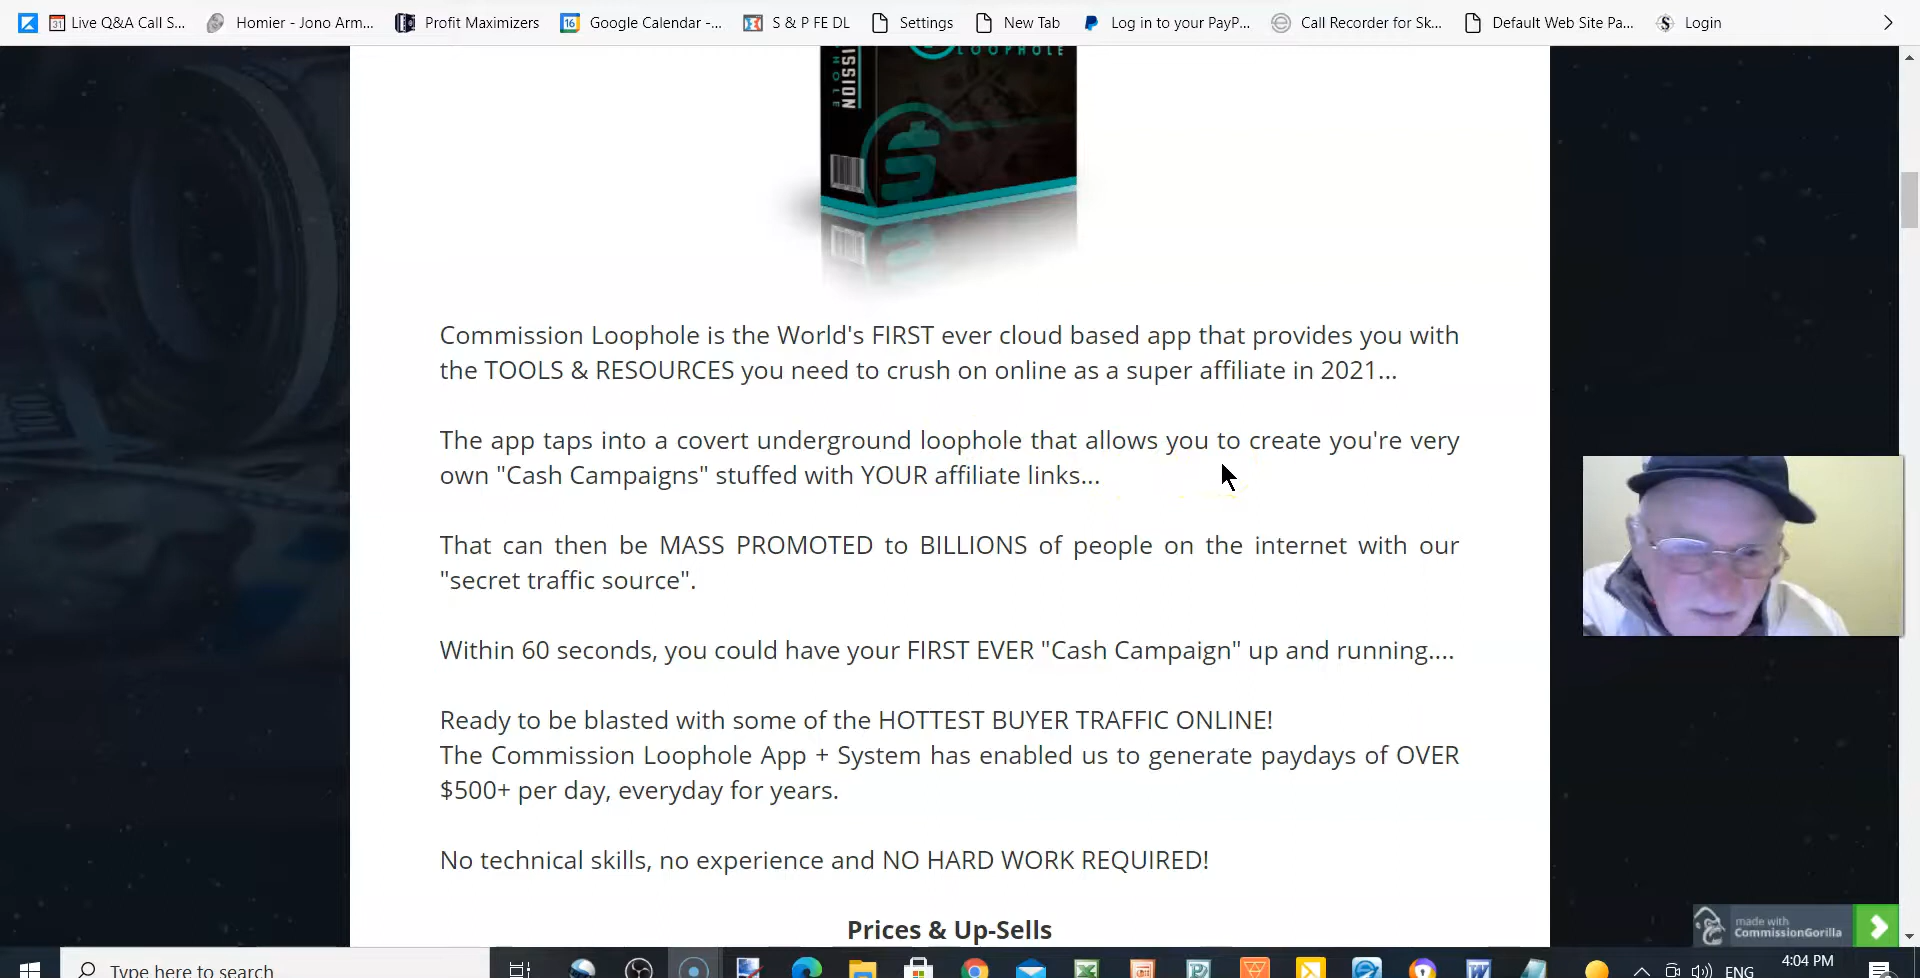 Live Q&A Call S... Homier - Jono Arm... Profit Maximizers 16 Google Calendar -... S & P FE DL Settings New Tab Log in to your PayP... Call Recorder for Sk... Default Web Site Pa... Login
LOOPHOLE
Commission Loophole is the World's FIRST ever cloud based app that provides you with
the TOOLS & RESOURCES you need to crush on online as a super affiliate in 2021...
The app taps into a covert underground loophole that allows you to create you're very
own "Cash Campaigns" stuffed with YOUR affiliate links...
That can then be MASS PROMOTED to BILLIONS of people on the internet with our
"secret traffic source".
Within 60 seconds, you could have your FIRST EVER "Cash Campaign" up and running....
Ready to be blasted with some of the HOTTEST BUYER TRAFFIC ONLINE!
The Commission Loophole App + System has enabled us to generate paydays of OVER
$500+ per day, everyday for years.
No technical skills, no experience and NO HARD WORK REQUIRED!
Prices & Up-Sells
made with
CommissionGorilla
Type here to search
ENG
4:04 PM